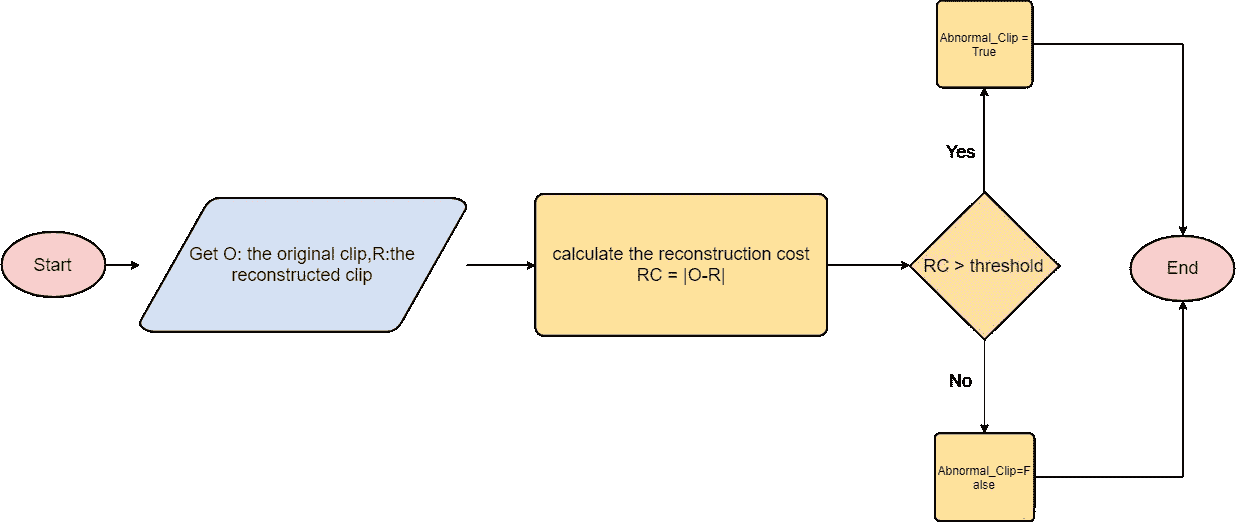 Start
Get O: the original clip,R:the
reconstructed clip
calculate the reconstruction cost
RC = |O-R|
RC > threshold
Yes
Abnormal_Clip =
True
No
Abnormal_Clip=F
alse
End